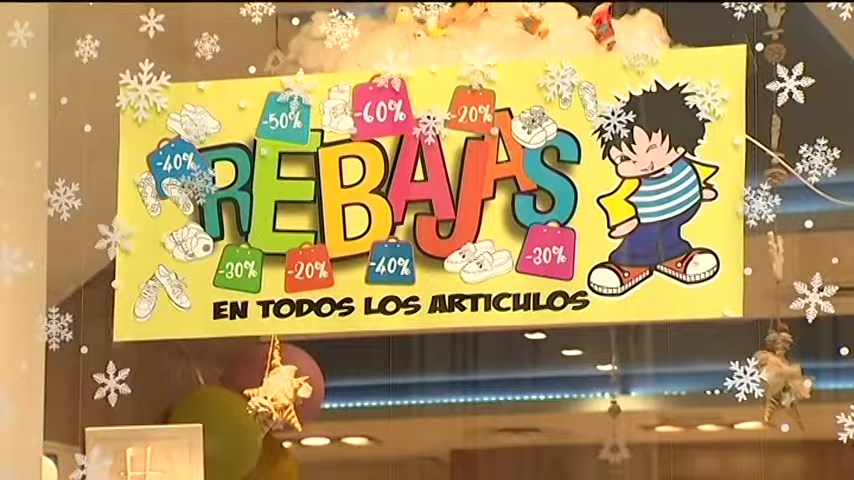 -50% -60% -20%
-40%
REBAJAS
-30% -20% -40% -30%
EN TODOS LOS ARTICULOS
H